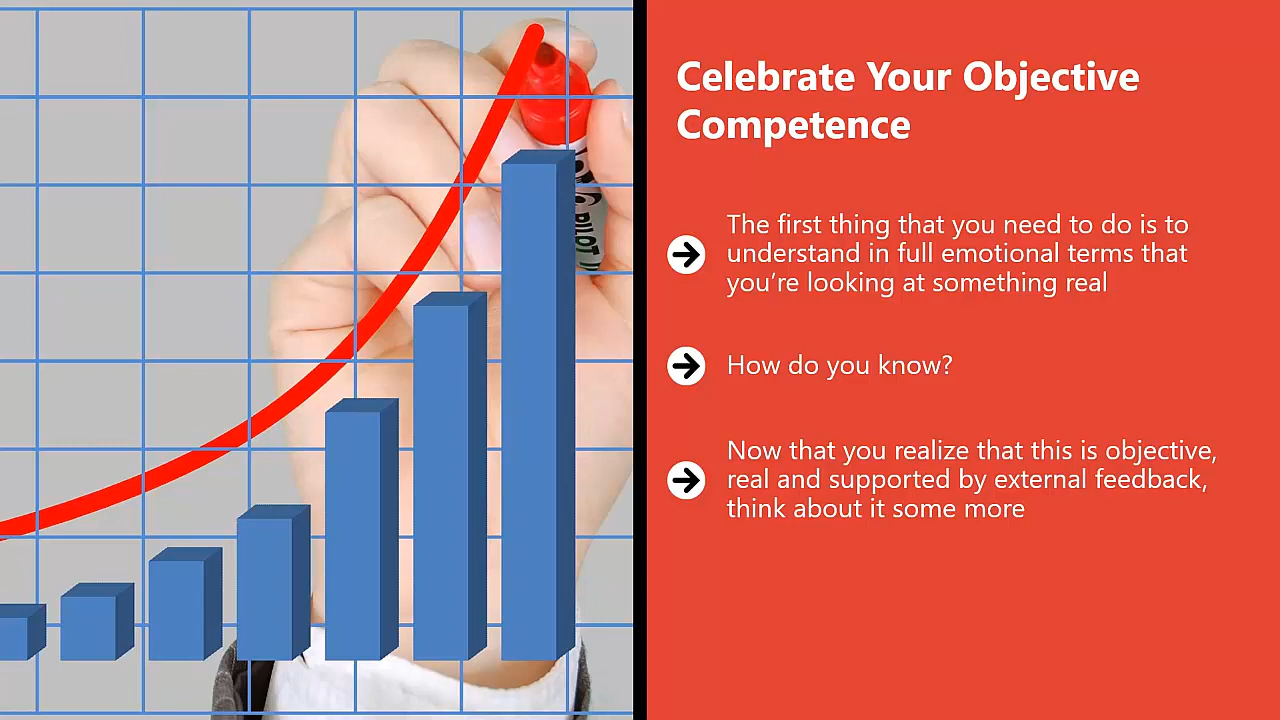 Celebrate Your Objective
Competence
The first thing that you need to do is to
understand in full emotional terms that
you’re looking at something real
How do you know?
Now that you realize that this is objective,
real and supported by external feedback,
think about it some more